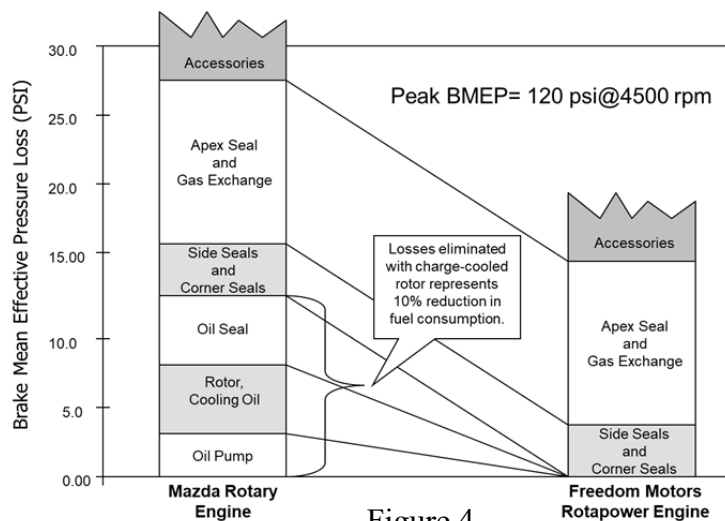 Brake Mean Effective Pressure Loss (PSI)
30.0
25.0
20.0
15.00
10.0
5.0
0.00
Accessories
Apex Seal
and
Gas Exchange
Side Seals
and
Corner Seals
Oil Seal
Rotor,
Cooling Oil
Oil Pump
Mazda Rotary
Engine
Peak BMEP= 120 psi@4500 rpm
Losses eliminated
with charge-cooled
rotor represents
10% reduction in
fuel consumption.
Accessories
Apex Seal
and
Gas Exchange
Side Seals
and
Corner Seals
Freedom Motors
Rotapower Engine
Figure 4